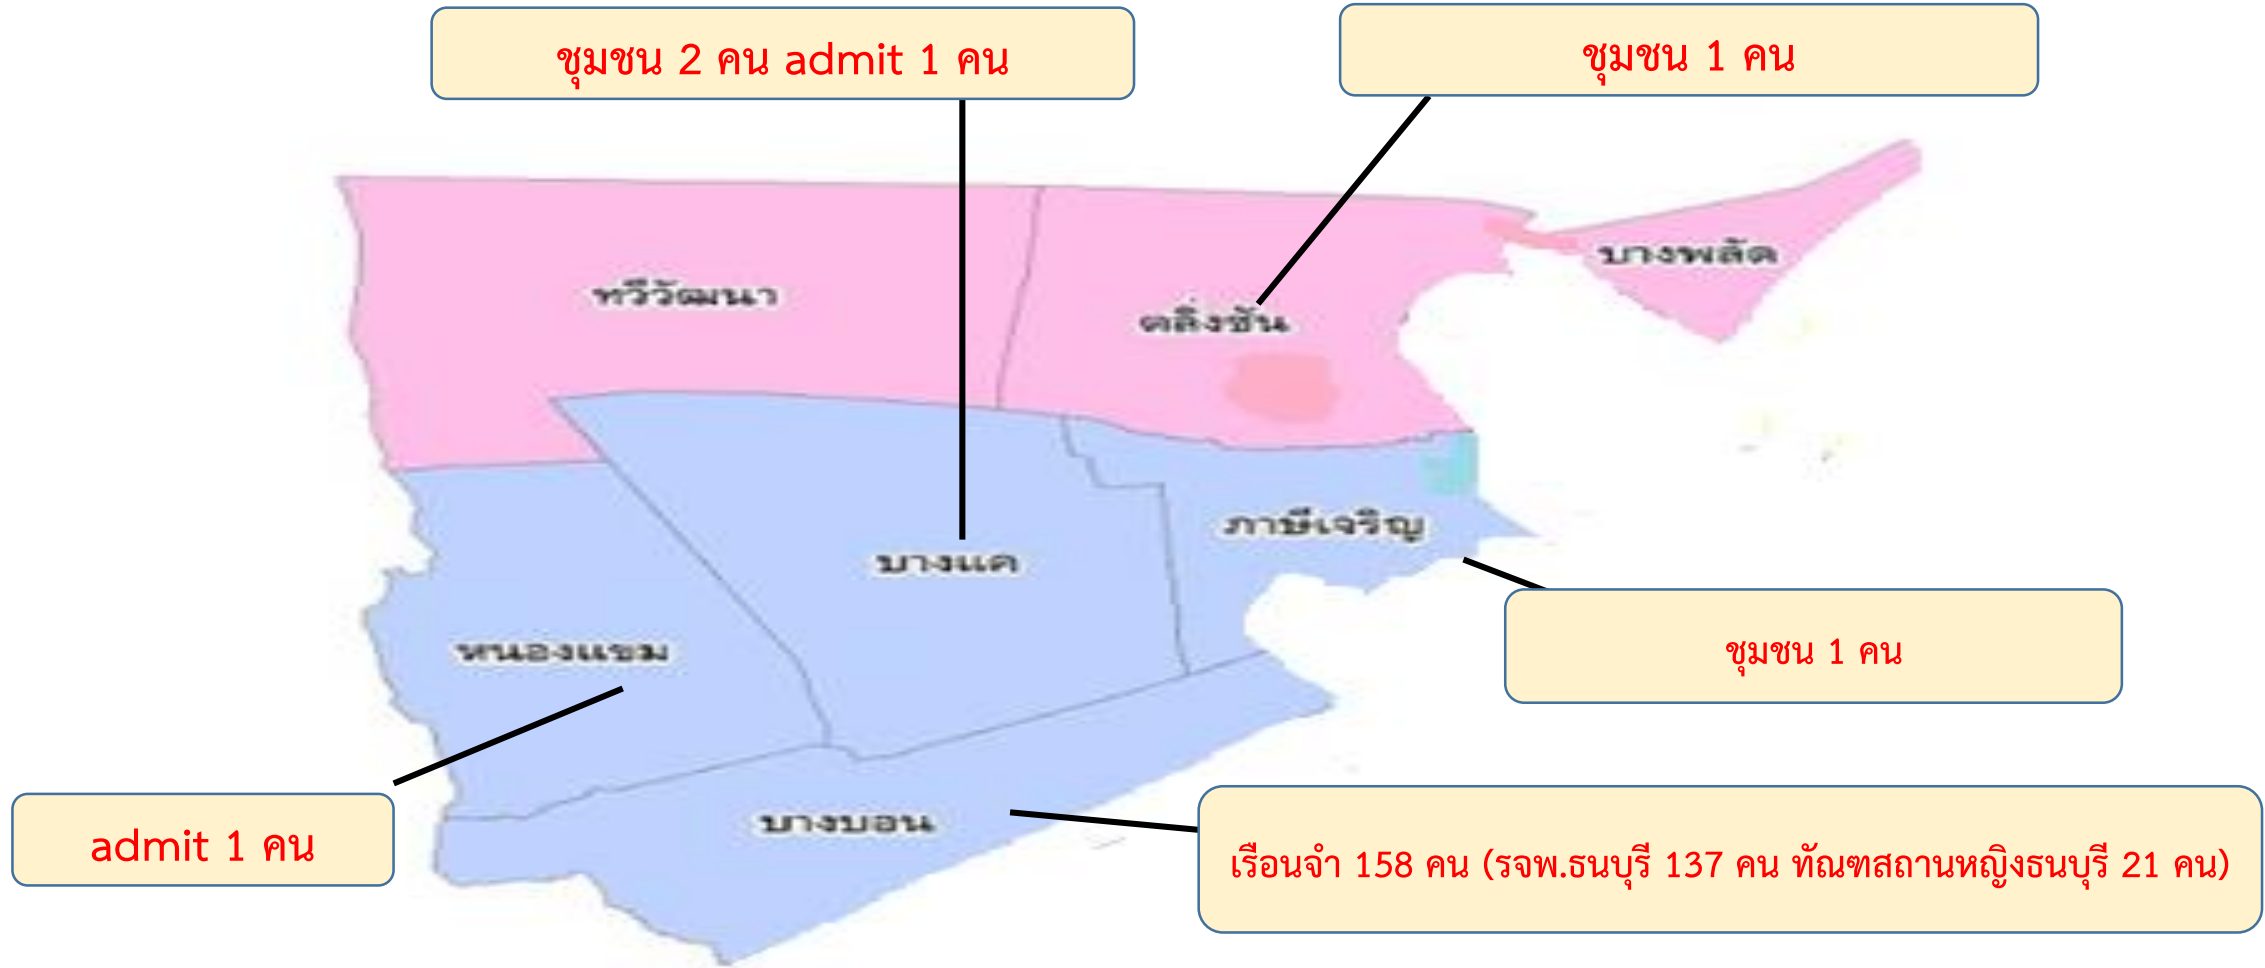 ชุมชน 2 คน admit 1 คน
ชุมชน 1 คน
บางพลัด
ทวีวัฒนา
ตลิ่งชัน
ภาษีเจริญ
บางแค
หนองแขม
ชุมชน 1 คน
บางบอน
admit 1 คน
เรือนจำ 158 คน (รจพ.ธนบุรี 137 คน ทัณฑสถานหญิงธนบุรี 21 คน)